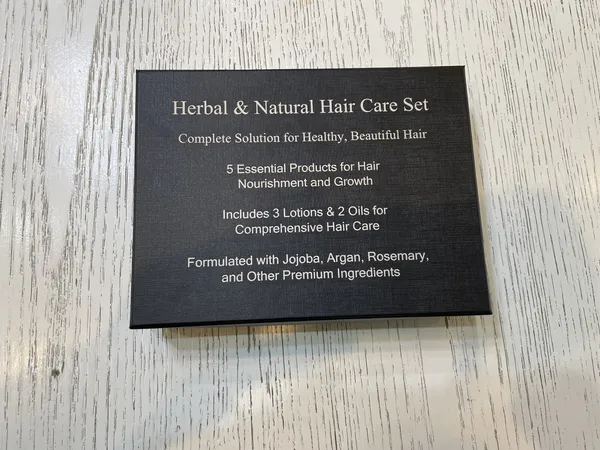 Herbal & Natural Hair Care Set
Complete Solution for Healthy, Beautiful Hair
5 Essential Products for Hair
Nourishment and Growth
Includes 3 Lotions & 2 Oils for
Comprehensive Hair Care
Formulated with Jojoba, Argan, Rosemary,
and Other Premium Ingredients